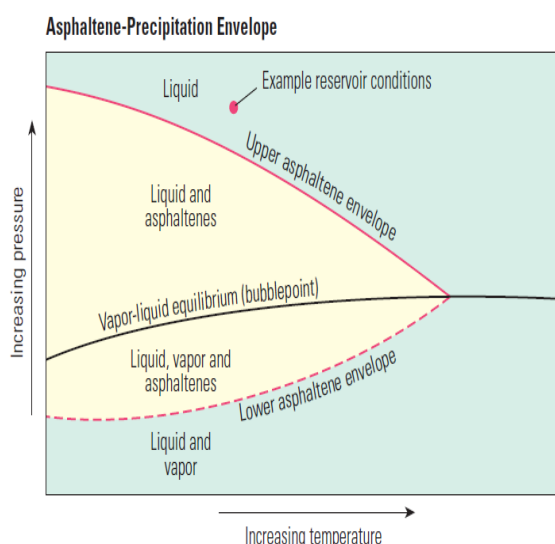 Asphaltene-Precipitation Envelope
Liquid
Example reservoir conditions
Upper asphaltene envelope
Liquid and
asphaltenes
Increasing pressure
Vapor-liquid equilibrium (bubblepoint)
Liquid, vapor and
asphaltenes
Lower asphaltene envelope
Liquid and
vapor
Increasing temperature